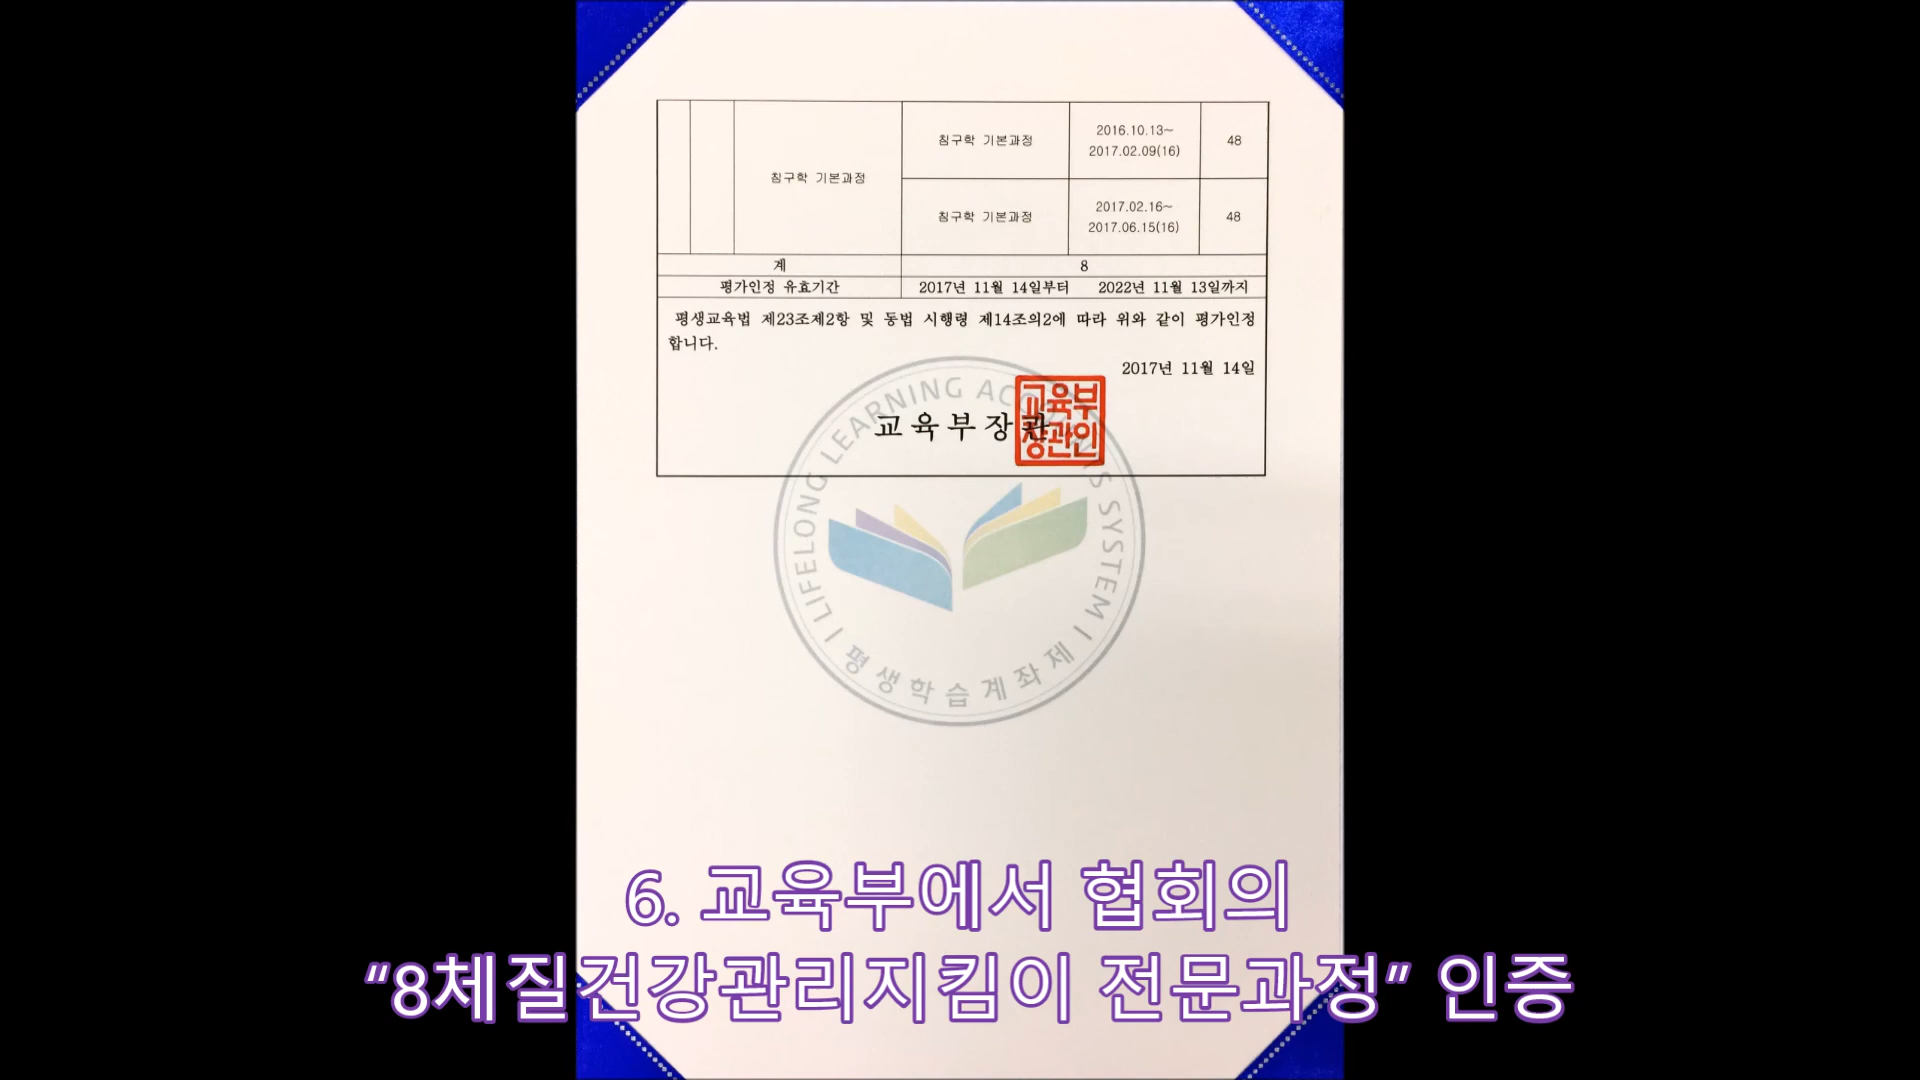 침구학 기본과정
침구학 기본과정
2016.10.13~
2017.02.09(16)
48
침구학 기본과정
2017.02.16~
2017.06.15(16)
48
계
8
평가인정 유효기간
2017년 11월 14일부터 2022년 11월 13일까지
평생교육법 제23조제2항 및 동법 시행령 제14조의2에 따라 위와 같이 평가인정
합니다.
2017년 11월 14일
교육부장관
교육부
장관인
LIFELONG LEARNING ACCOUNTS SYSTEM
평생학습계좌제
6. 교육부에서 협회의
“8체질건강관리지킴이 전문과정” 인증